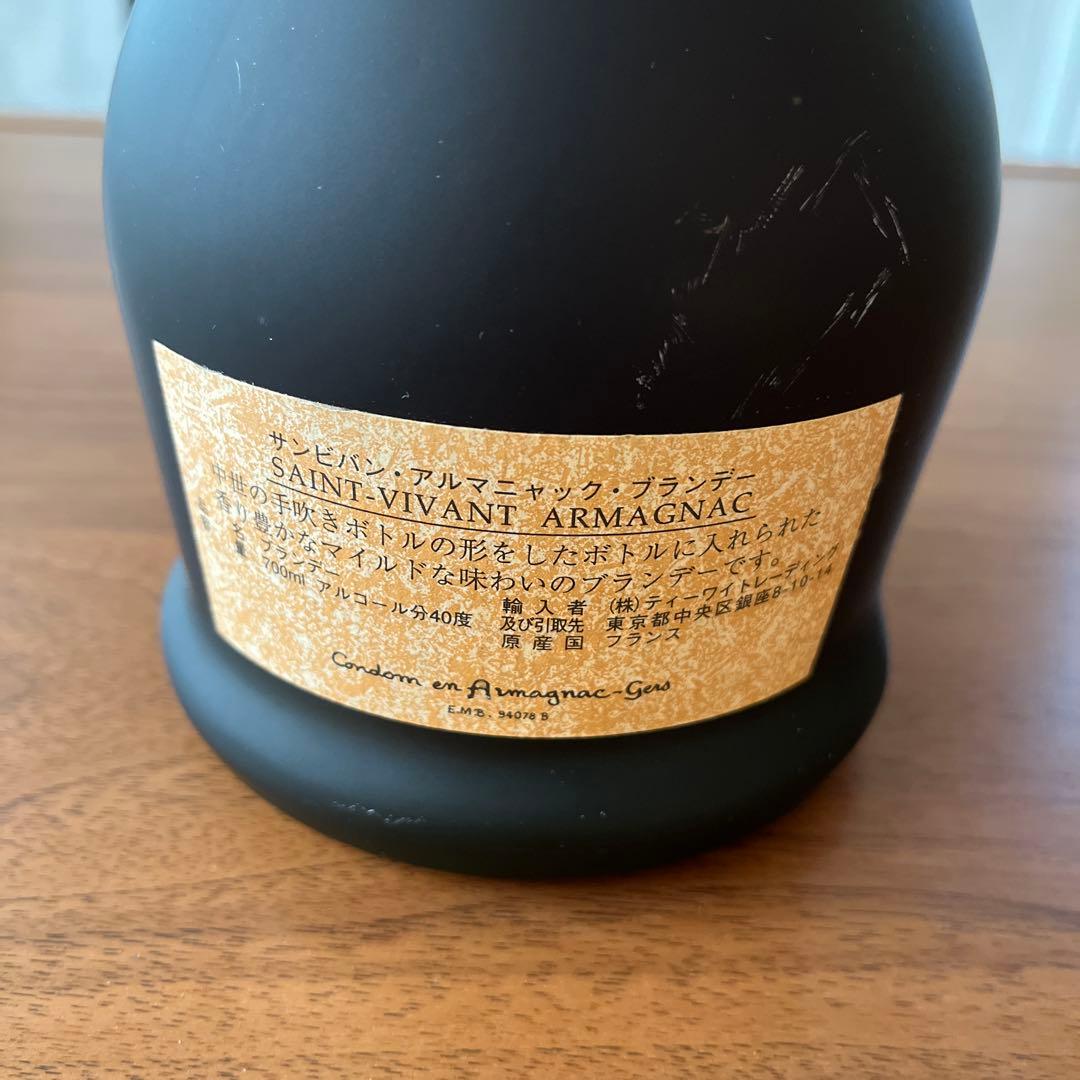 サンビバン・アルマニャック・ブランデー
SAINT-VIVANT ARMAGNAC
中世の手吹きボトルの形をしたボトルに入れられた
香り豊かなマイルドな味わいのブランデーです。
名 ブランデー
量 700ml アルコール分40度
輸入者 (株)ティーワイトレーディング
及び引取先 東京都中央区銀座8-10-14
原産国 フランス
Condom en Armagnac-Gers
E.M.B. 94078 B